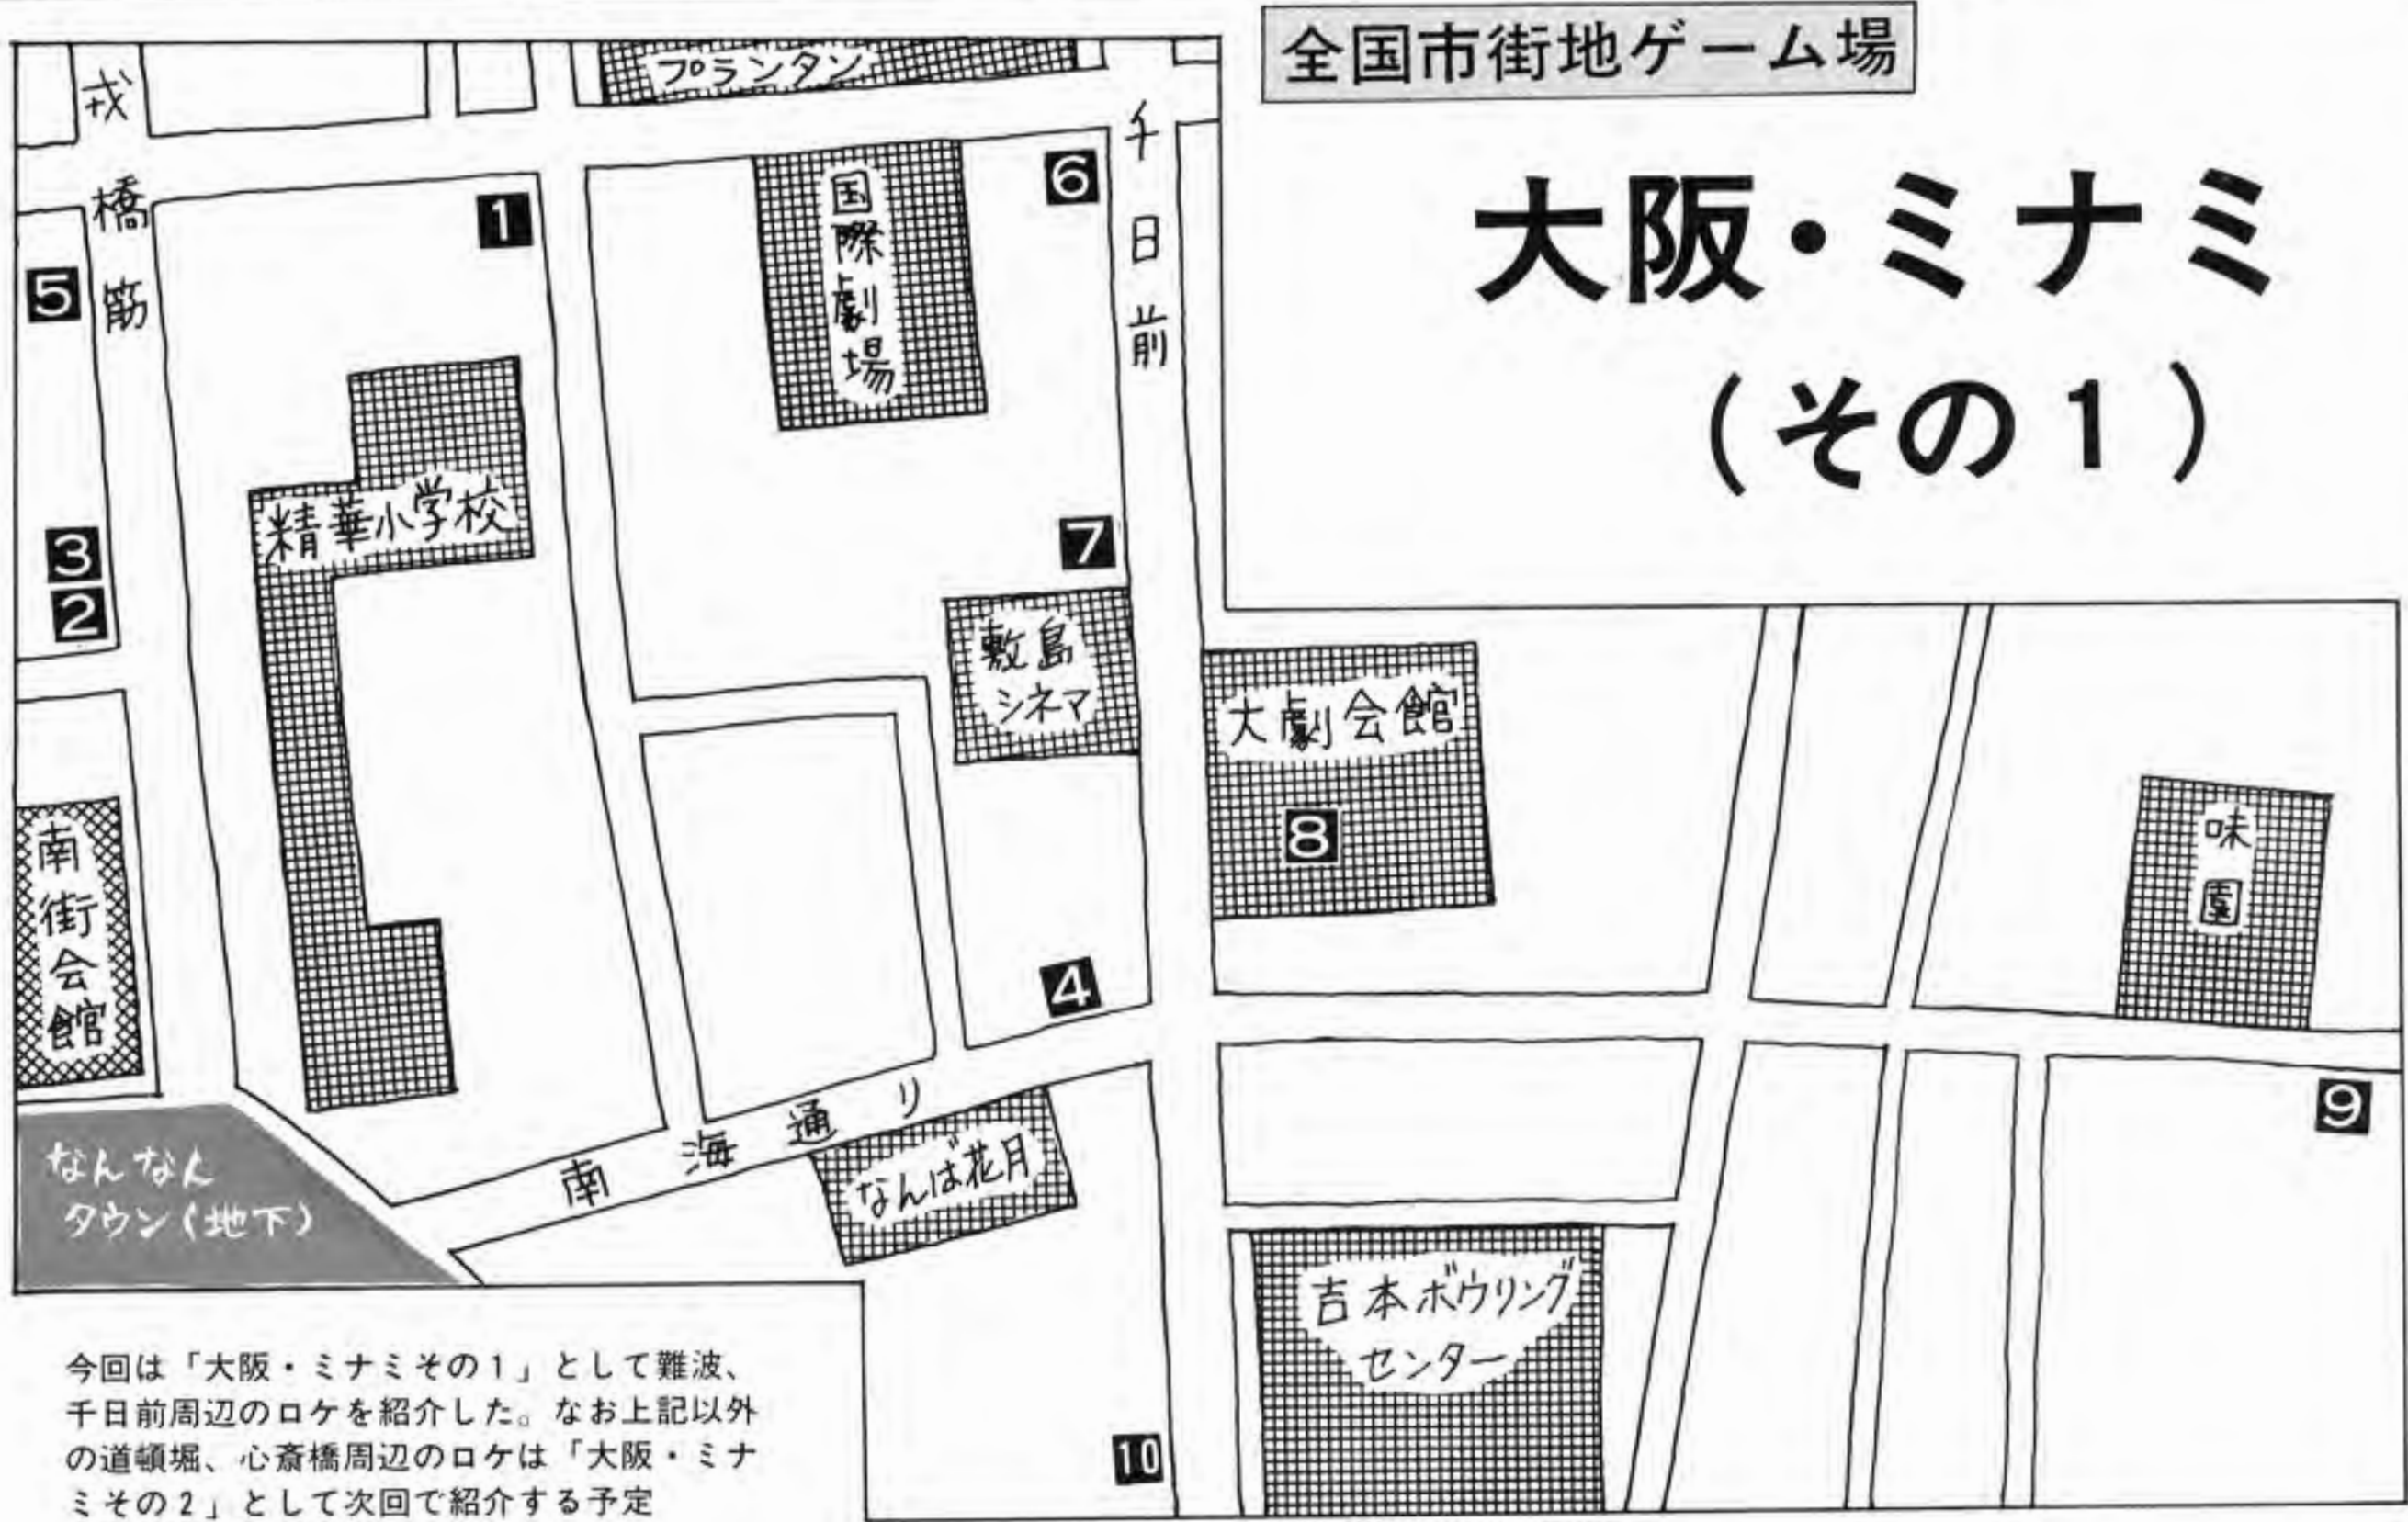 全国市街地ゲーム場
大阪・ミナミ
(その1)
プランタン
戎橋筋
千日前
国際劇場
1
6
5
精華小学校
3
2
7
敷島
シネマ
大劇会館
8
味園
南街会館
4
9
南海通り
なんなん
タウン(地下)
なんば花月
吉本ボウリング
センター
10
今回は「大阪・ミナミその1」として難波、
千日前周辺のロケを紹介した。なお上記以外
の道頓堀、心斎橋周辺のロケは「大阪・ミナ
ミその2」として次回で紹介する予定